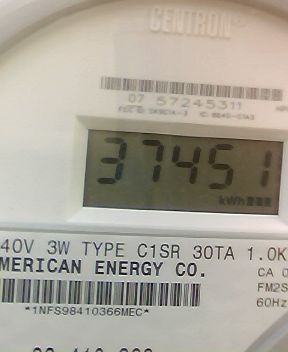 CENTRON
07 57245311
37451
kWh
40V 3W TYPE C1SR 30TA 1.0K
MERICAN ENERGY CO.
CA 0
FM2S
60Hz
*1NFS98410366MEC*